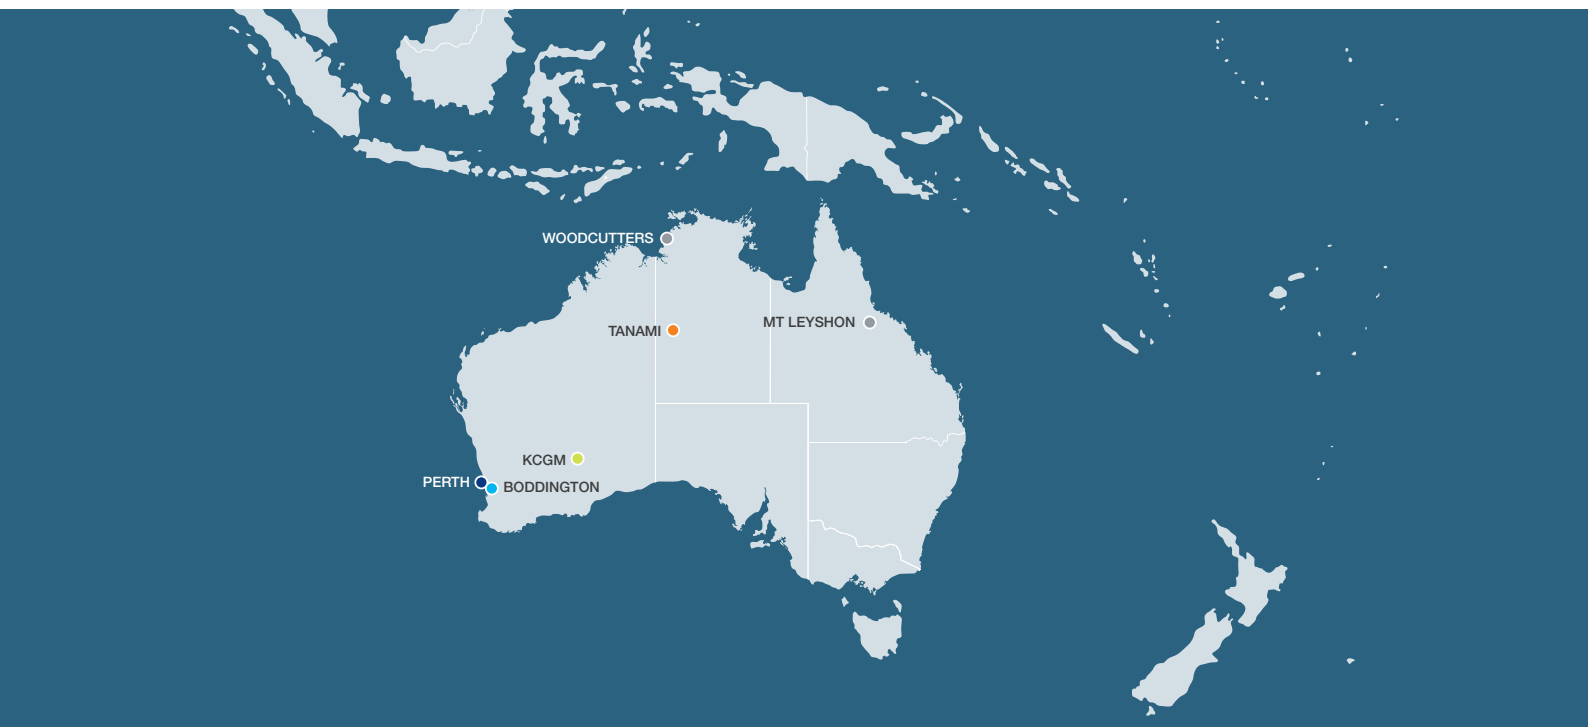 WOODCUTTERS
MT LEYSHON
TANAMI
KCGM
PERTH
BODDINGTON